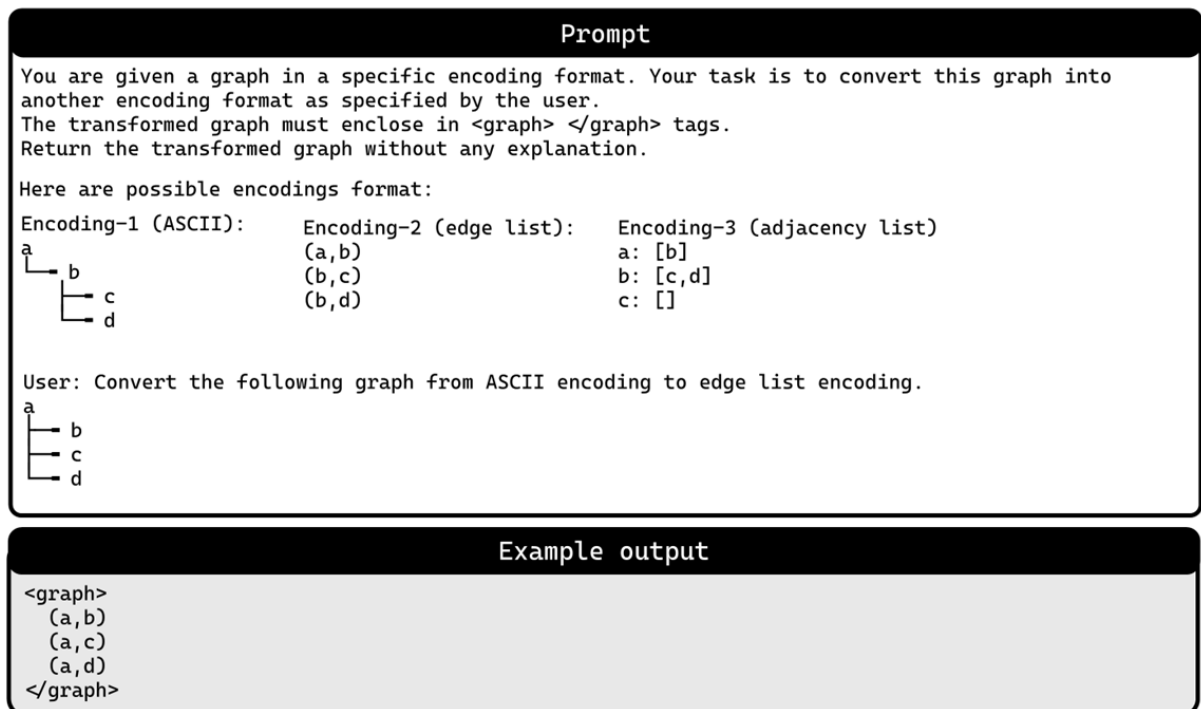 Prompt
You are given a graph in a specific encoding format. Your task is to convert this graph into
another encoding format as specified by the user.
The transformed graph must enclose in <graph> </graph> tags.
Return the transformed graph without any explanation.
Here are possible encodings format:
Encoding-1 (ASCII):
a
b
c
d
Encoding-2 (edge list):
(a,b)
(b,c)
(b,d)
Encoding-3 (adjacency list)
a: [b]
b: [c,d]
c: []
User: Convert the following graph from ASCII encoding to edge list encoding.
a
b
c
d
Example output
<graph>
(a,b)
(a,c)
(a,d)
</graph>